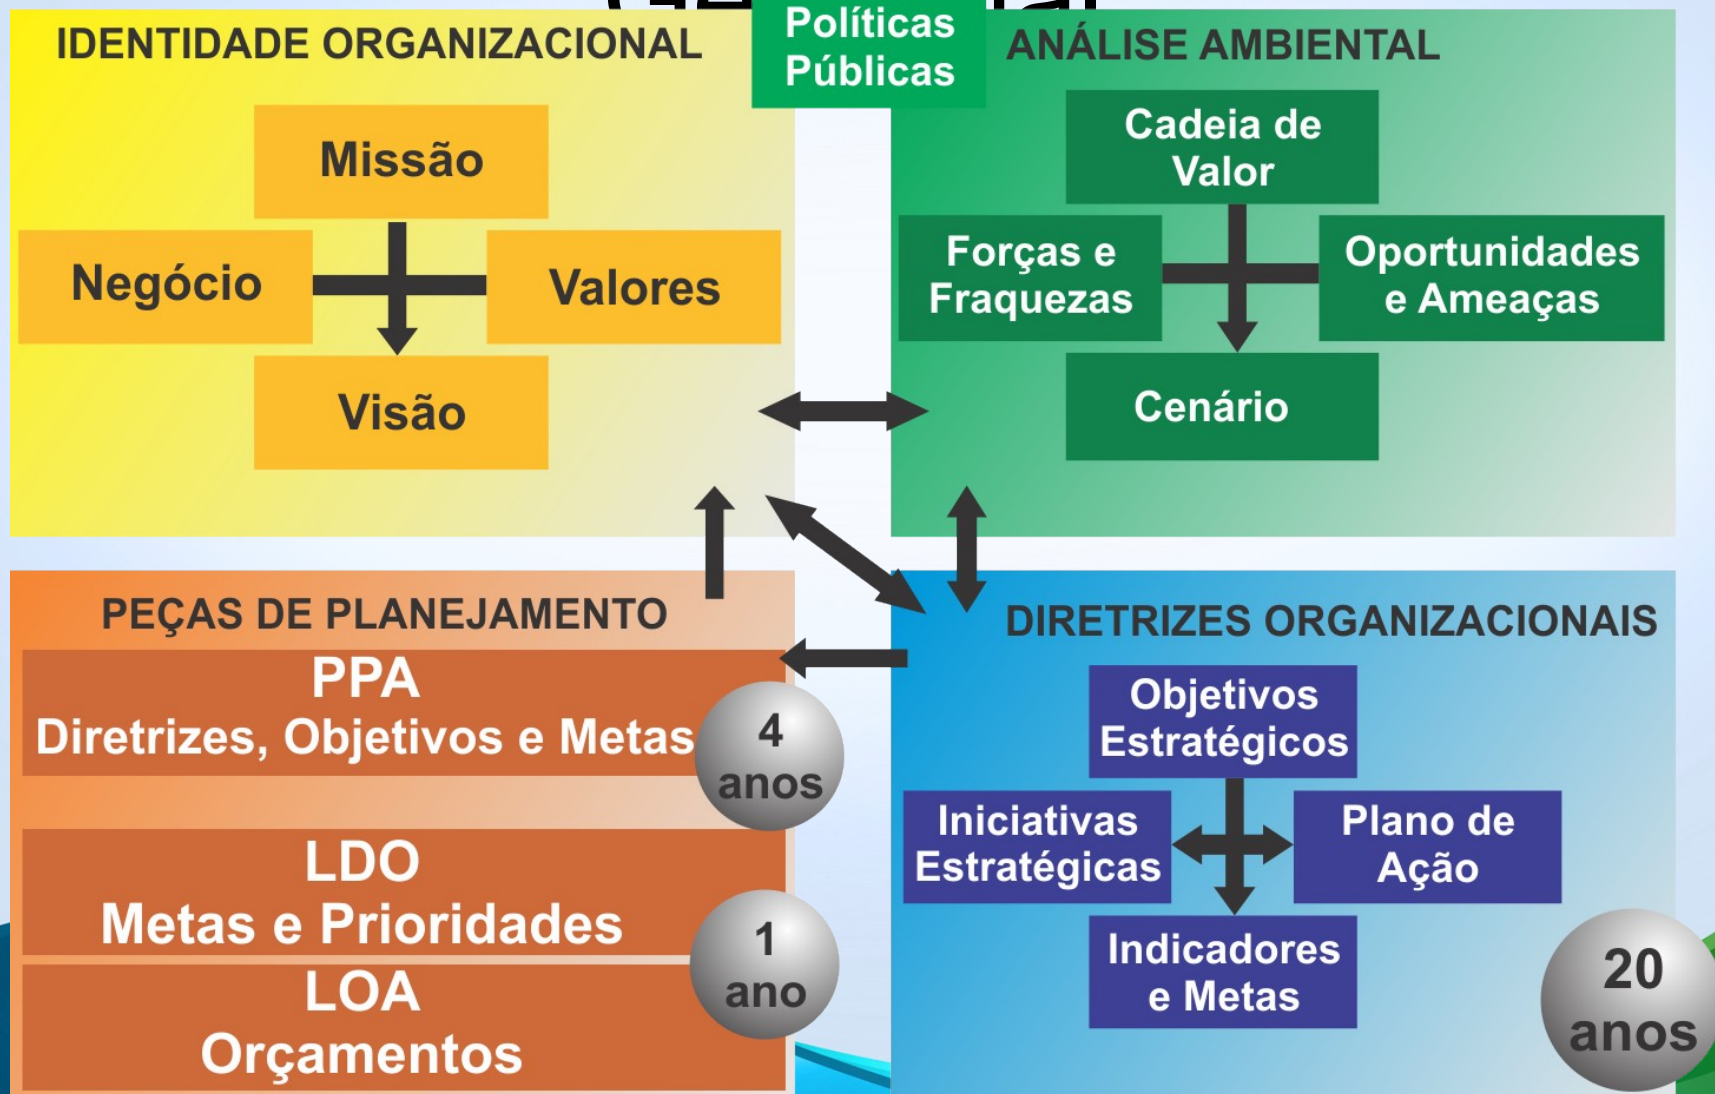 Políticas
Públicas
IDENTIDADE ORGANIZACIONAL
Missão
Negócio
Valores
Visão
ANÁLISE AMBIENTAL
Cadeia de
Valor
Forças e
Fraquezas
Oportunidades
e Ameaças
Cenário
PEÇAS DE PLANEJAMENTO
PPA
Diretrizes, Objetivos e Metas
4
anos
LDO
Metas e Prioridades
1
ano
LOA
Orçamentos
DIRETRIZES ORGANIZACIONAIS
Objetivos
Estratégicos
Iniciativas
Estratégicas
Plano de
Ação
Indicadores
e Metas
20
anos